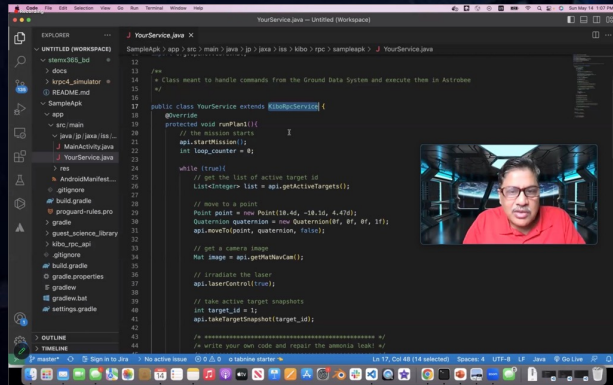 Code File Edit Selection View Go Run Terminal Window Help
Sun May 14 1:07 PM
YourService.java — Untitled (Workspace)
EXPLORER
YourService.java
UNTITLED (WORKSPACE)
SampleApk > app > src > main > java > jp > jaxa > iss > kibo > rpc > sampleapk > YourService.java
stemx365_bd
docs
krpc4_simulator
README.md
SampleApk
app
src/main
java/jp/jaxa/iss/...
MainActivity.java
YourService.java
res
AndroidManifest....
.gitignore
build.gradle
proguard-rules.pro
gradle
guest_science_library
kibo_rpc_api
.gitignore
build.gradle
gradle.properties
gradlew
gradlew.bat
settings.gradle
OUTLINE
TIMELINE
12
13 /**
14 * Class meant to handle commands from the Ground Data System and execute them in Astrobee
15 */
16
17 public class YourService extends KiboRpcService {
18 @Override
19 protected void runPlan1(){
20 // the mission starts
21 api.startMission();
22 int loop_counter = 0;
23
24 while (true){
25 // get the list of active target id
26 List<Integer> list = api.getActiveTargets();
27
28 // move to a point
29 Point point = new Point(10.4d, -10.1d, 4.47d);
30 Quaternion quaternion = new Quaternion(0f, 0f, 0f, 1f);
31 api.moveTo(point, quaternion, false);
32
33 // get a camera image
34 Mat image = api.getMatNavCam();
35
36 // irradiate the laser
37 api.laserControl(true);
38
39 // take active target snapshots
40 int target_id = 1;
41 api.takeTargetSnapshot(target_id);
42
43
44 /* write your own code and repair the ammonia leak! */
master* Sign in to Jira No active issue 0 0 tabnine starter Ln 17, Col 48 (14 selected) Spaces: 4 UTF-8 LF Java Go Live